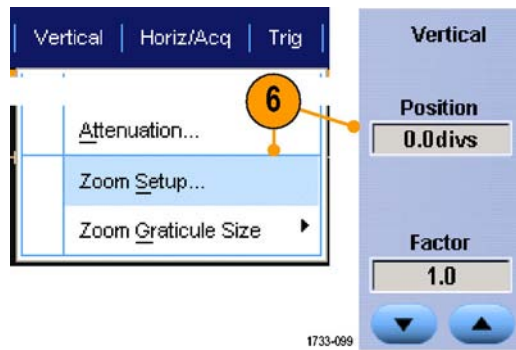 Vertical Horiz/Acq Trig
Attenuation...
Zoom Setup...
Zoom Graticule Size
6
Vertical
Position
0.0divs
Factor
1.0
1733-099